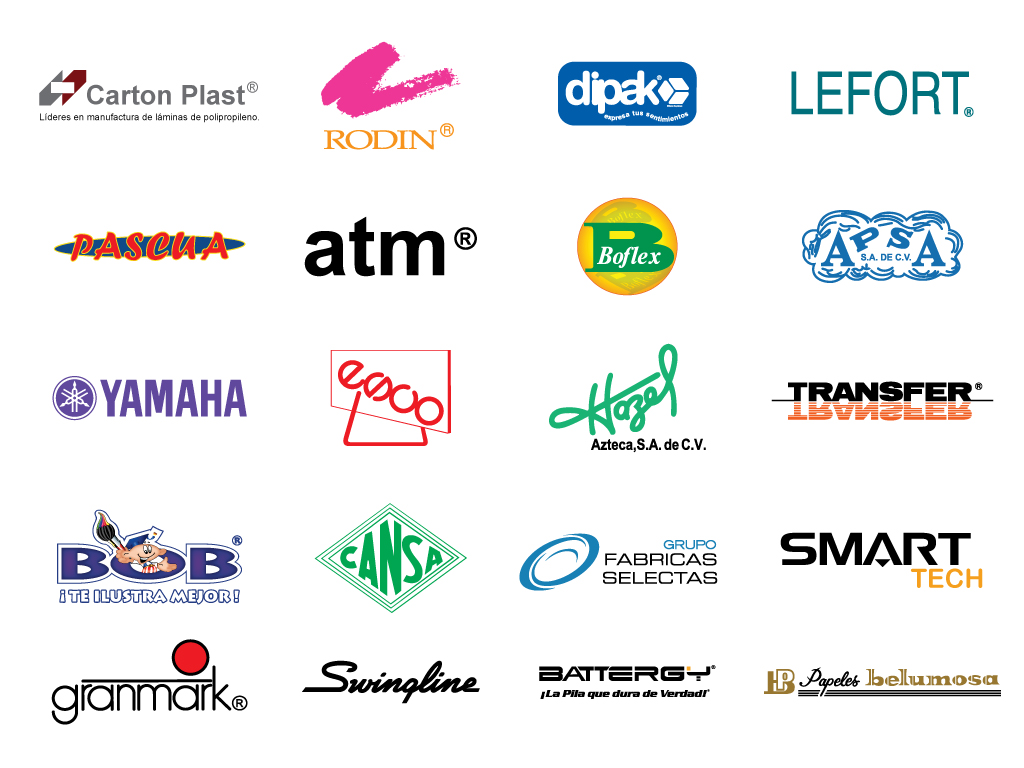 Carton Plast®
Líderes en manufactura de láminas de polipropileno.
RODIN®
dipak®
expresa tus sentimientos
LEFORT®
PASCUA
atm®
Boflex
B
Boflex
APSA
S.A. DE C.V.
YAMAHA
esco
Hazel
Azteca,S.A. de C.V.
TRANSFER®
TRANSFER
BOB®
¡TE ILUSTRA MEJOR!
CANSA
GRUPO
FABRICAS
SELECTAS
SMART
TECH
granmark®
Swingline
BATTERGY®
¡La Pila que dura de Verdad!®
Papeles belumosa